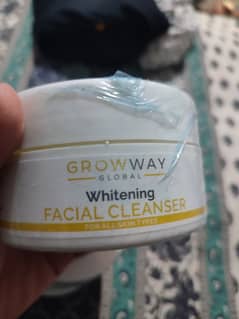 GROWWAY
GLOBAL
Whitening
FACIAL CLEANSER
FOR ALL SKIN TYPES